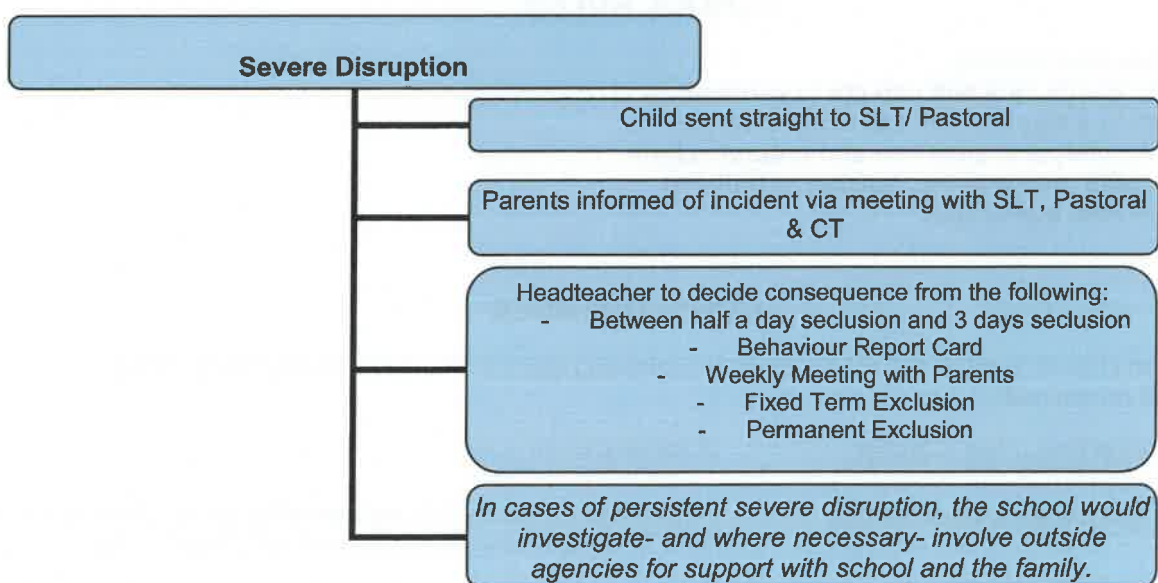 Severe Disruption
Child sent straight to SLT/ Pastoral
Parents informed of incident via meeting with SLT, Pastoral
& CT
Headteacher to decide consequence from the following:
- Between half a day seclusion and 3 days seclusion
- Behaviour Report Card
- Weekly Meeting with Parents
- Fixed Term Exclusion
- Permanent Exclusion
In cases of persistent severe disruption, the school would
investigate- and where necessary- involve outside
agencies for support with school and the family.